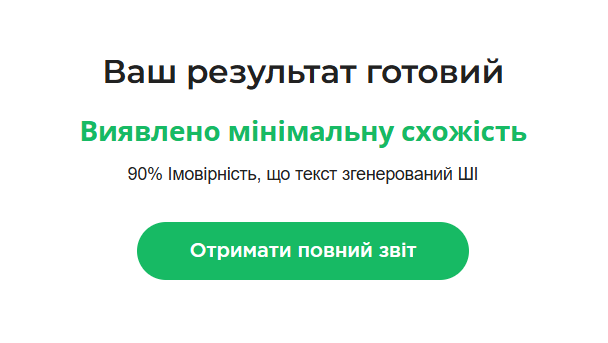 Ваш результат готовий
Виявлено мінімальну схожість
90% Імовірність, що текст згенерований ШІ
Отримати повний звіт